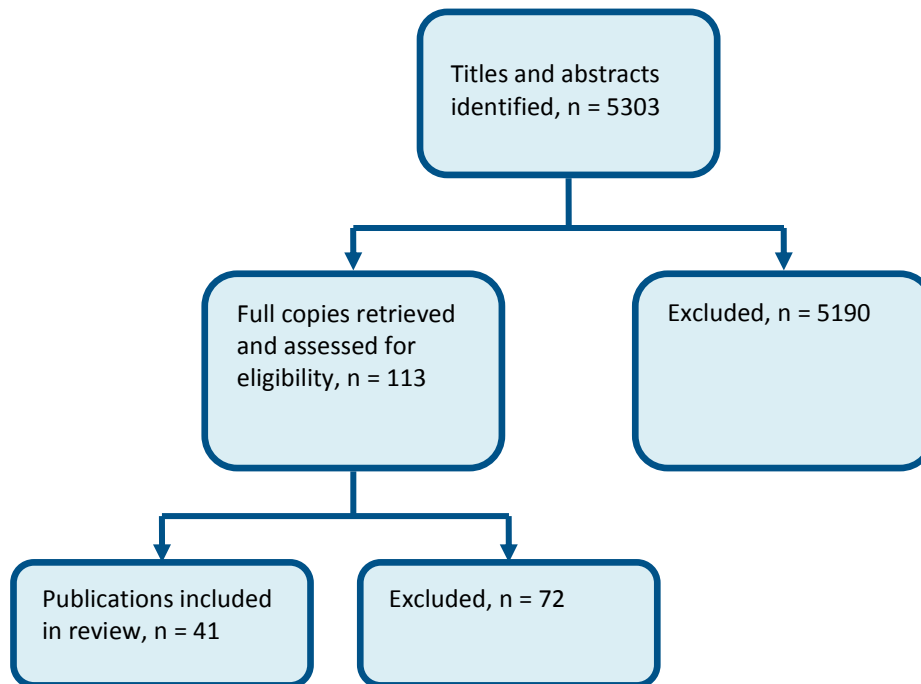 Titles and abstracts
identified, n = 5303
Full copies retrieved
and assessed for
eligibility, n = 113
Excluded, n = 5190
Publications included
in review, n = 41
Excluded, n = 72